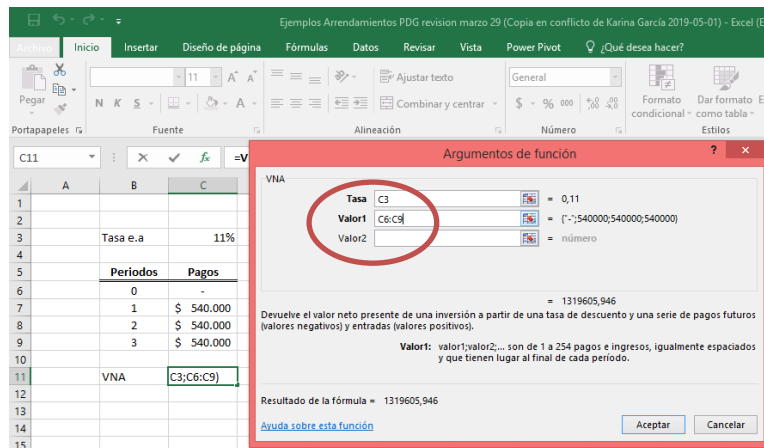 Ejemplos Arrendamientos PDG revision marzo 29 (Copia en conflicto de Karina García 2019-05-01) - Excel (E
Archivo Inicio Insertar Diseño de página Fórmulas Datos Revisar Vista Power Pivot ¿Qué desea hacer?
Pegar
11 A A
Ajustar texto
General
N K S A
Combinar y centrar
$ % 000
Formato condicional
Dar formato como tabla
E
Portapapeles Fuente Alineación Número Estilos
C11 fx =V
Argumentos de función ? ×
A B C
1
2
3 Tasa e.a 11%
4
5 Periodos Pagos
6 0 -
7 1 $ 540.000
8 2 $ 540.000
9 3 $ 540.000
10
11 VNA C3;C6:C9)
12
13
14
15
VNA
Tasa C3 = 0,11
Valor1 C6:C9 = {"-";540000;540000;540000}
Valor2 = número
= 1319605,946
Devuelve el valor neto presente de una inversión a partir de una tasa de descuento y una serie de pagos futuros
(valores negativos) y entradas (valores positivos).
Valor1: valor1;valor2;... son de 1 a 254 pagos e ingresos, igualmente espaciados
y que tienen lugar al final de cada período.
Resultado de la fórmula = 1319605,946
Ayuda sobre esta función
Aceptar Cancelar